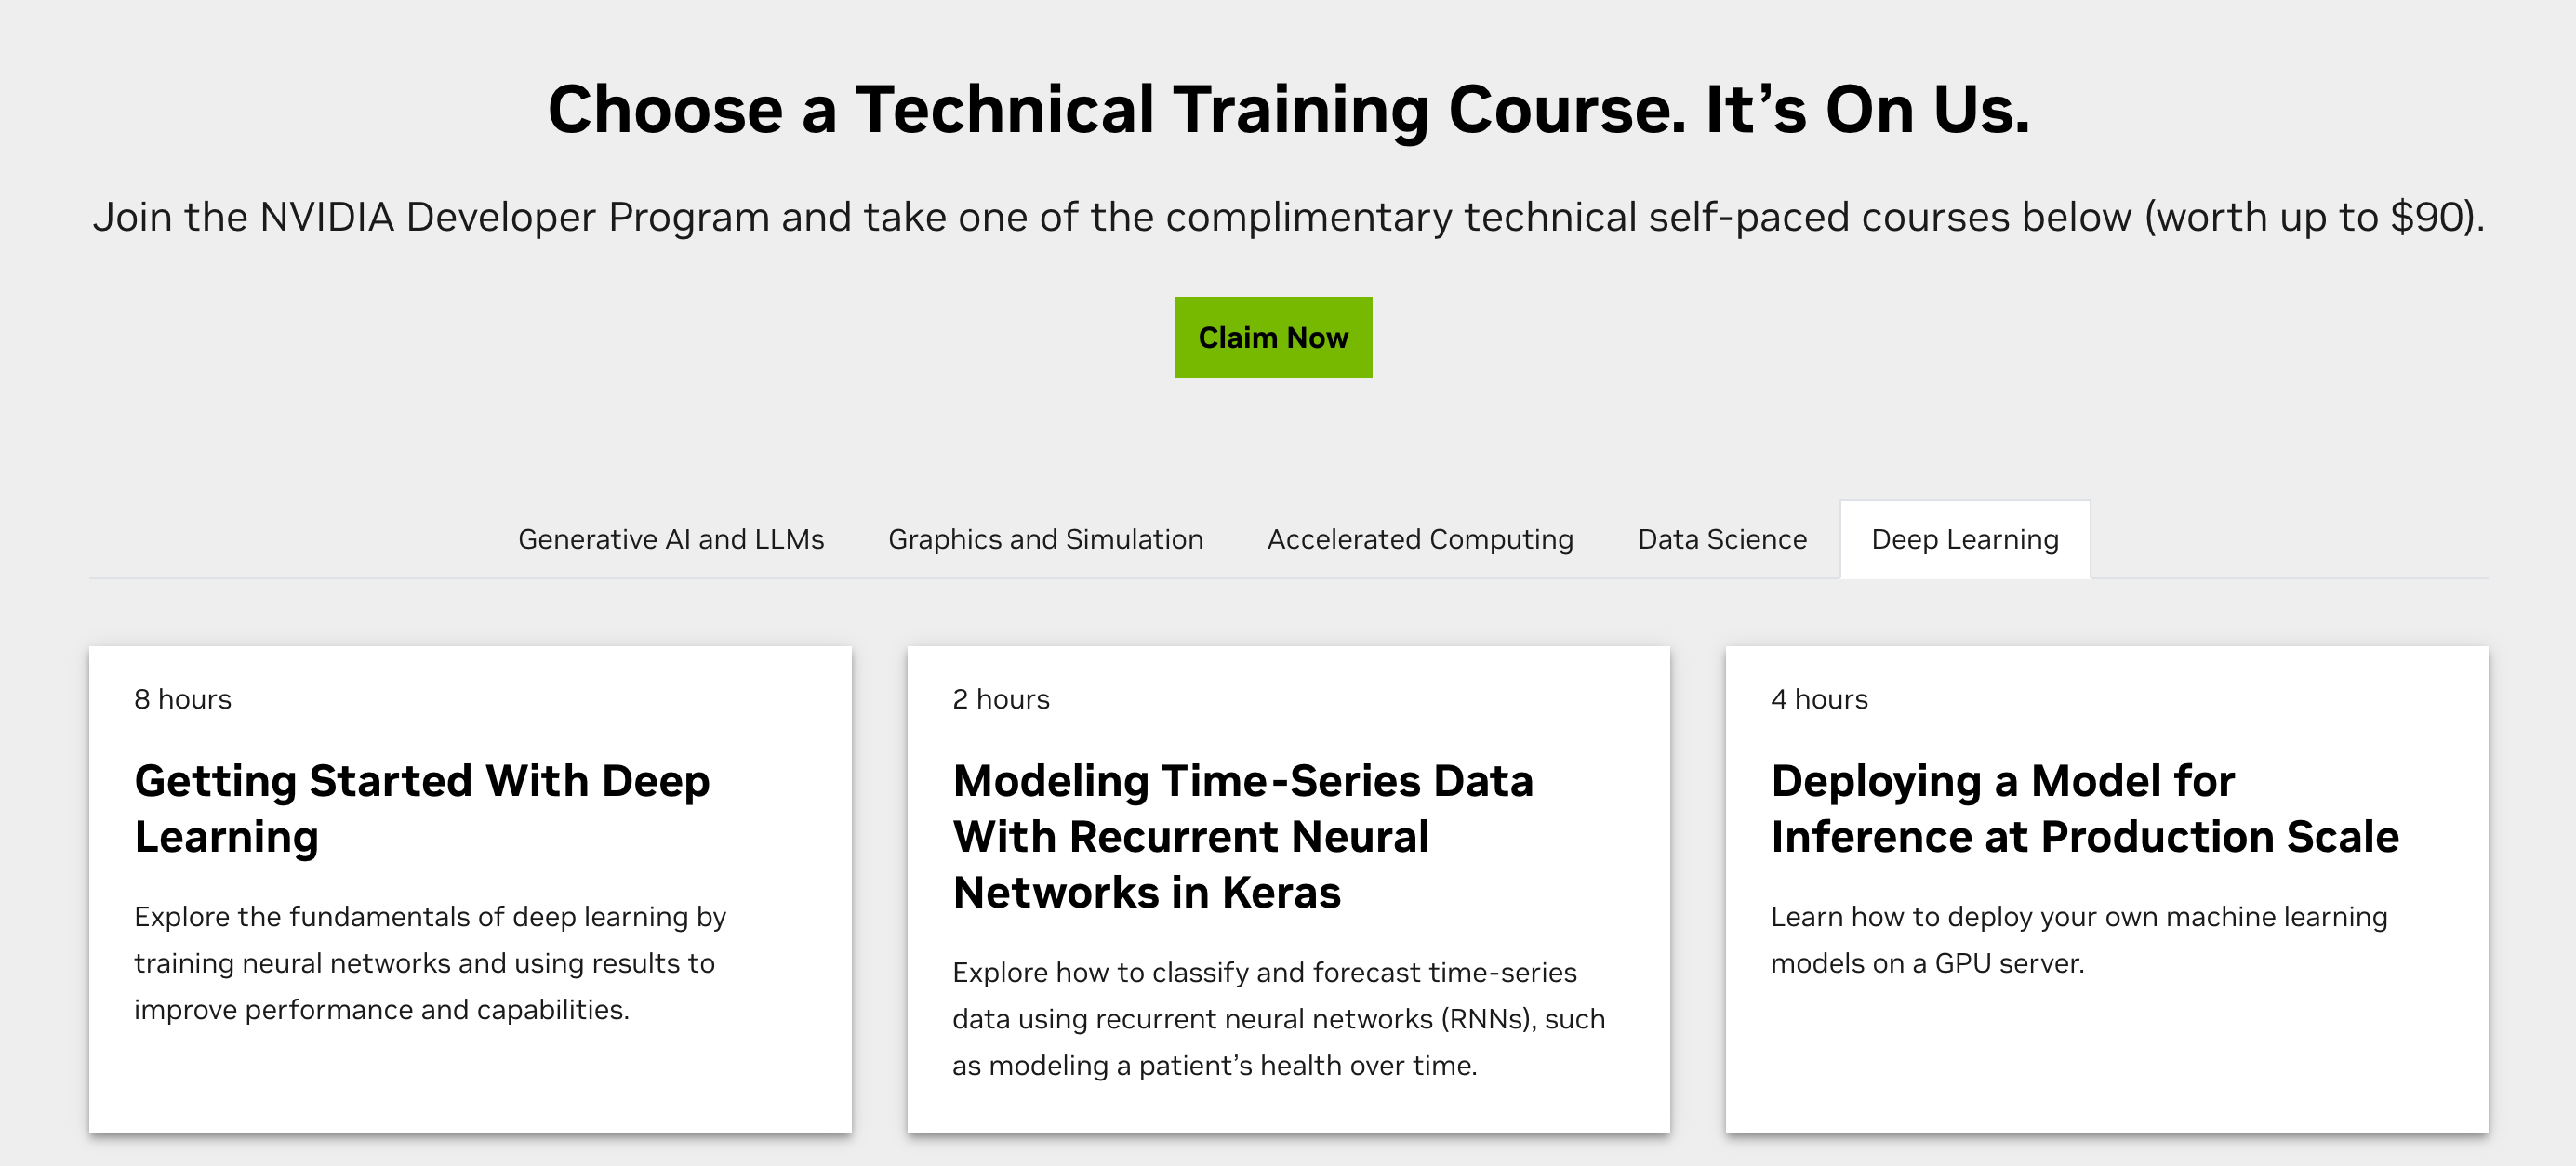 Choose a Technical Training Course. It’s On Us.
Join the NVIDIA Developer Program and take one of the complimentary technical self-paced courses below (worth up to $90).
Claim Now
Generative AI and LLMs
Graphics and Simulation
Accelerated Computing
Data Science
Deep Learning
8 hours
Getting Started With Deep
Learning
Explore the fundamentals of deep learning by
training neural networks and using results to
improve performance and capabilities.
2 hours
Modeling Time-Series Data
With Recurrent Neural
Networks in Keras
Explore how to classify and forecast time-series
data using recurrent neural networks (RNNs), such
as modeling a patient’s health over time.
4 hours
Deploying a Model for
Inference at Production Scale
Learn how to deploy your own machine learning
models on a GPU server.